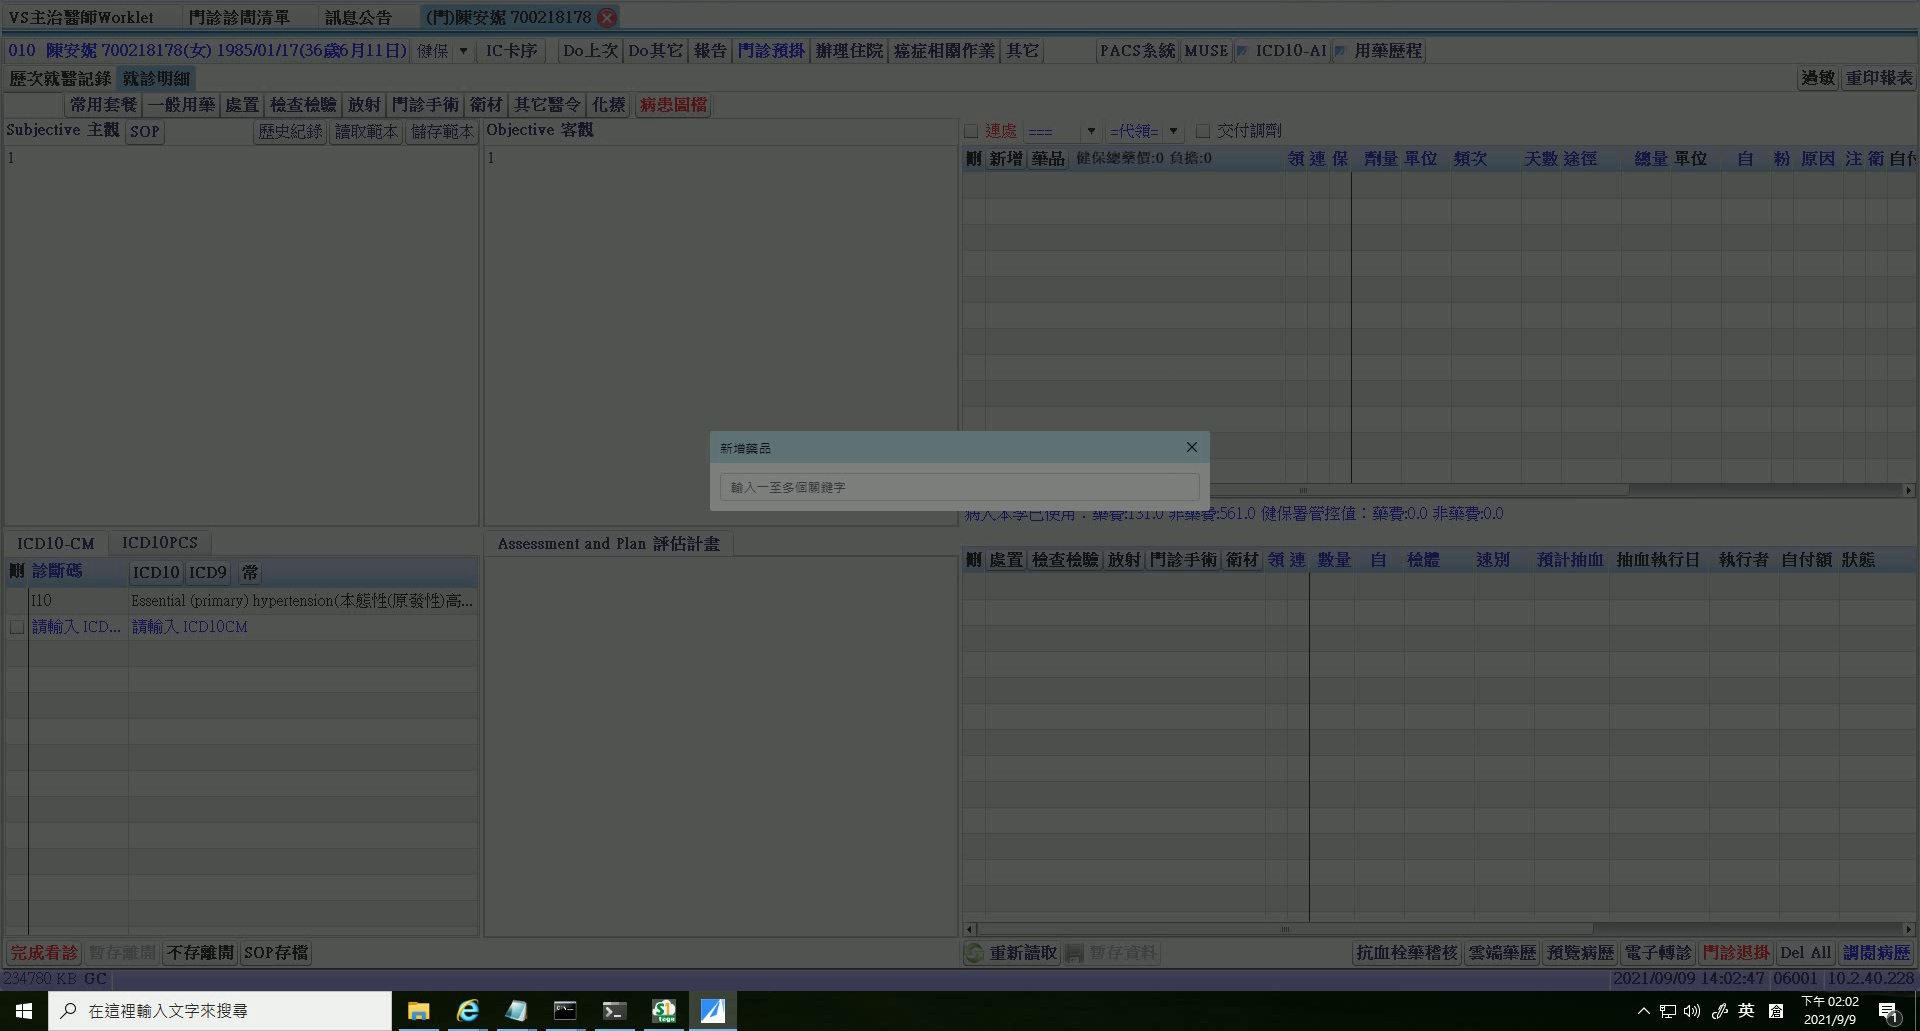 VS主治醫師Worklet 門診診間清單 訊息公告 (門)陳安妮 700218178
010 陳安妮 700218178(女) 1985/01/17(36歲6月11日) 健保 IC卡序 Do上次 Do其它 報告 門診預掛 辦理住院 癌症相關作業 其它 PACS系統 MUSE ICD10-AI 用藥歷程
歷次就醫記錄 就診明細 過敏 重印報表
常用套餐 一般用藥 處置 檢查檢驗 放射 門診手術 衛材 其它醫令 化療 病患圖檔
Subjective 主觀 SOP 歷史紀錄 讀取範本 儲存範本 Objective 客觀 連處 === =代領= 交付調劑
1 1 刪 新增 藥品 健保總藥價:0 負擔:0 領 連 保 劑量 單位 頻次 天數 途徑 總量 單位 自 粉 原因 注 衛 自付
新增藥品
輸入一至多個關鍵字
病人本季已使用：藥費:131.0 非藥費:561.0 健保署管控值：藥費:0.0 非藥費:0.0
ICD10-CM ICD10PCS Assessment and Plan 評估計畫
刪 診斷碼 ICD10 ICD9 常 刪 處置 檢查檢驗 放射 門診手術 衛材 領 連 數量 自 檢體 速別 預計抽血 抽血執行日 執行者 自付額 狀態
I10 Essential (primary) hypertension(本態性(原發性)高...
請輸入 ICD... 請輸入 ICD10CM
完成看診 暫存離開 不存離開 SOP存檔 重新讀取 暫存資料 抗血栓藥稽核 雲端藥歷 預覽病歷 電子轉診 門診退掛 Del All 調閱病歷
234780 KB GC 2021/09/09 14:02:47 06001 10.2.40.228
在這裡輸入文字來搜尋 英 倉 下午 02:02
2021/9/9 1